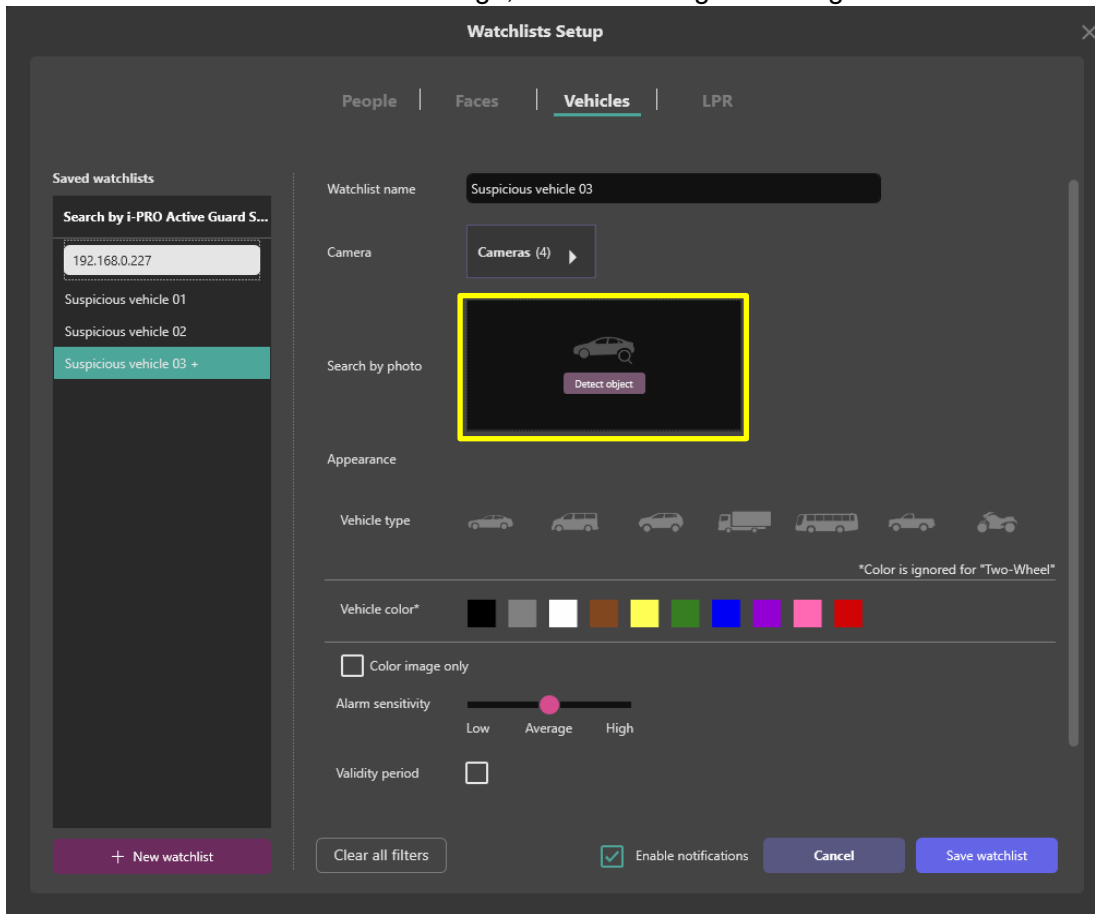 Watchlists Setup
People Faces Vehicles LPR
Saved watchlists
Search by i-PRO Active Guard S...
192.168.0.227
Suspicious vehicle 01
Suspicious vehicle 02
Suspicious vehicle 03 +
+ New watchlist
Watchlist name Suspicious vehicle 03
Camera Cameras (4)
Search by photo
Detect object
Appearance
Vehicle type
*Color is ignored for "Two-Wheel"
Vehicle color*
Color image only
Alarm sensitivity
Low Average High
Validity period
Clear all filters Enable notifications Cancel Save watchlist